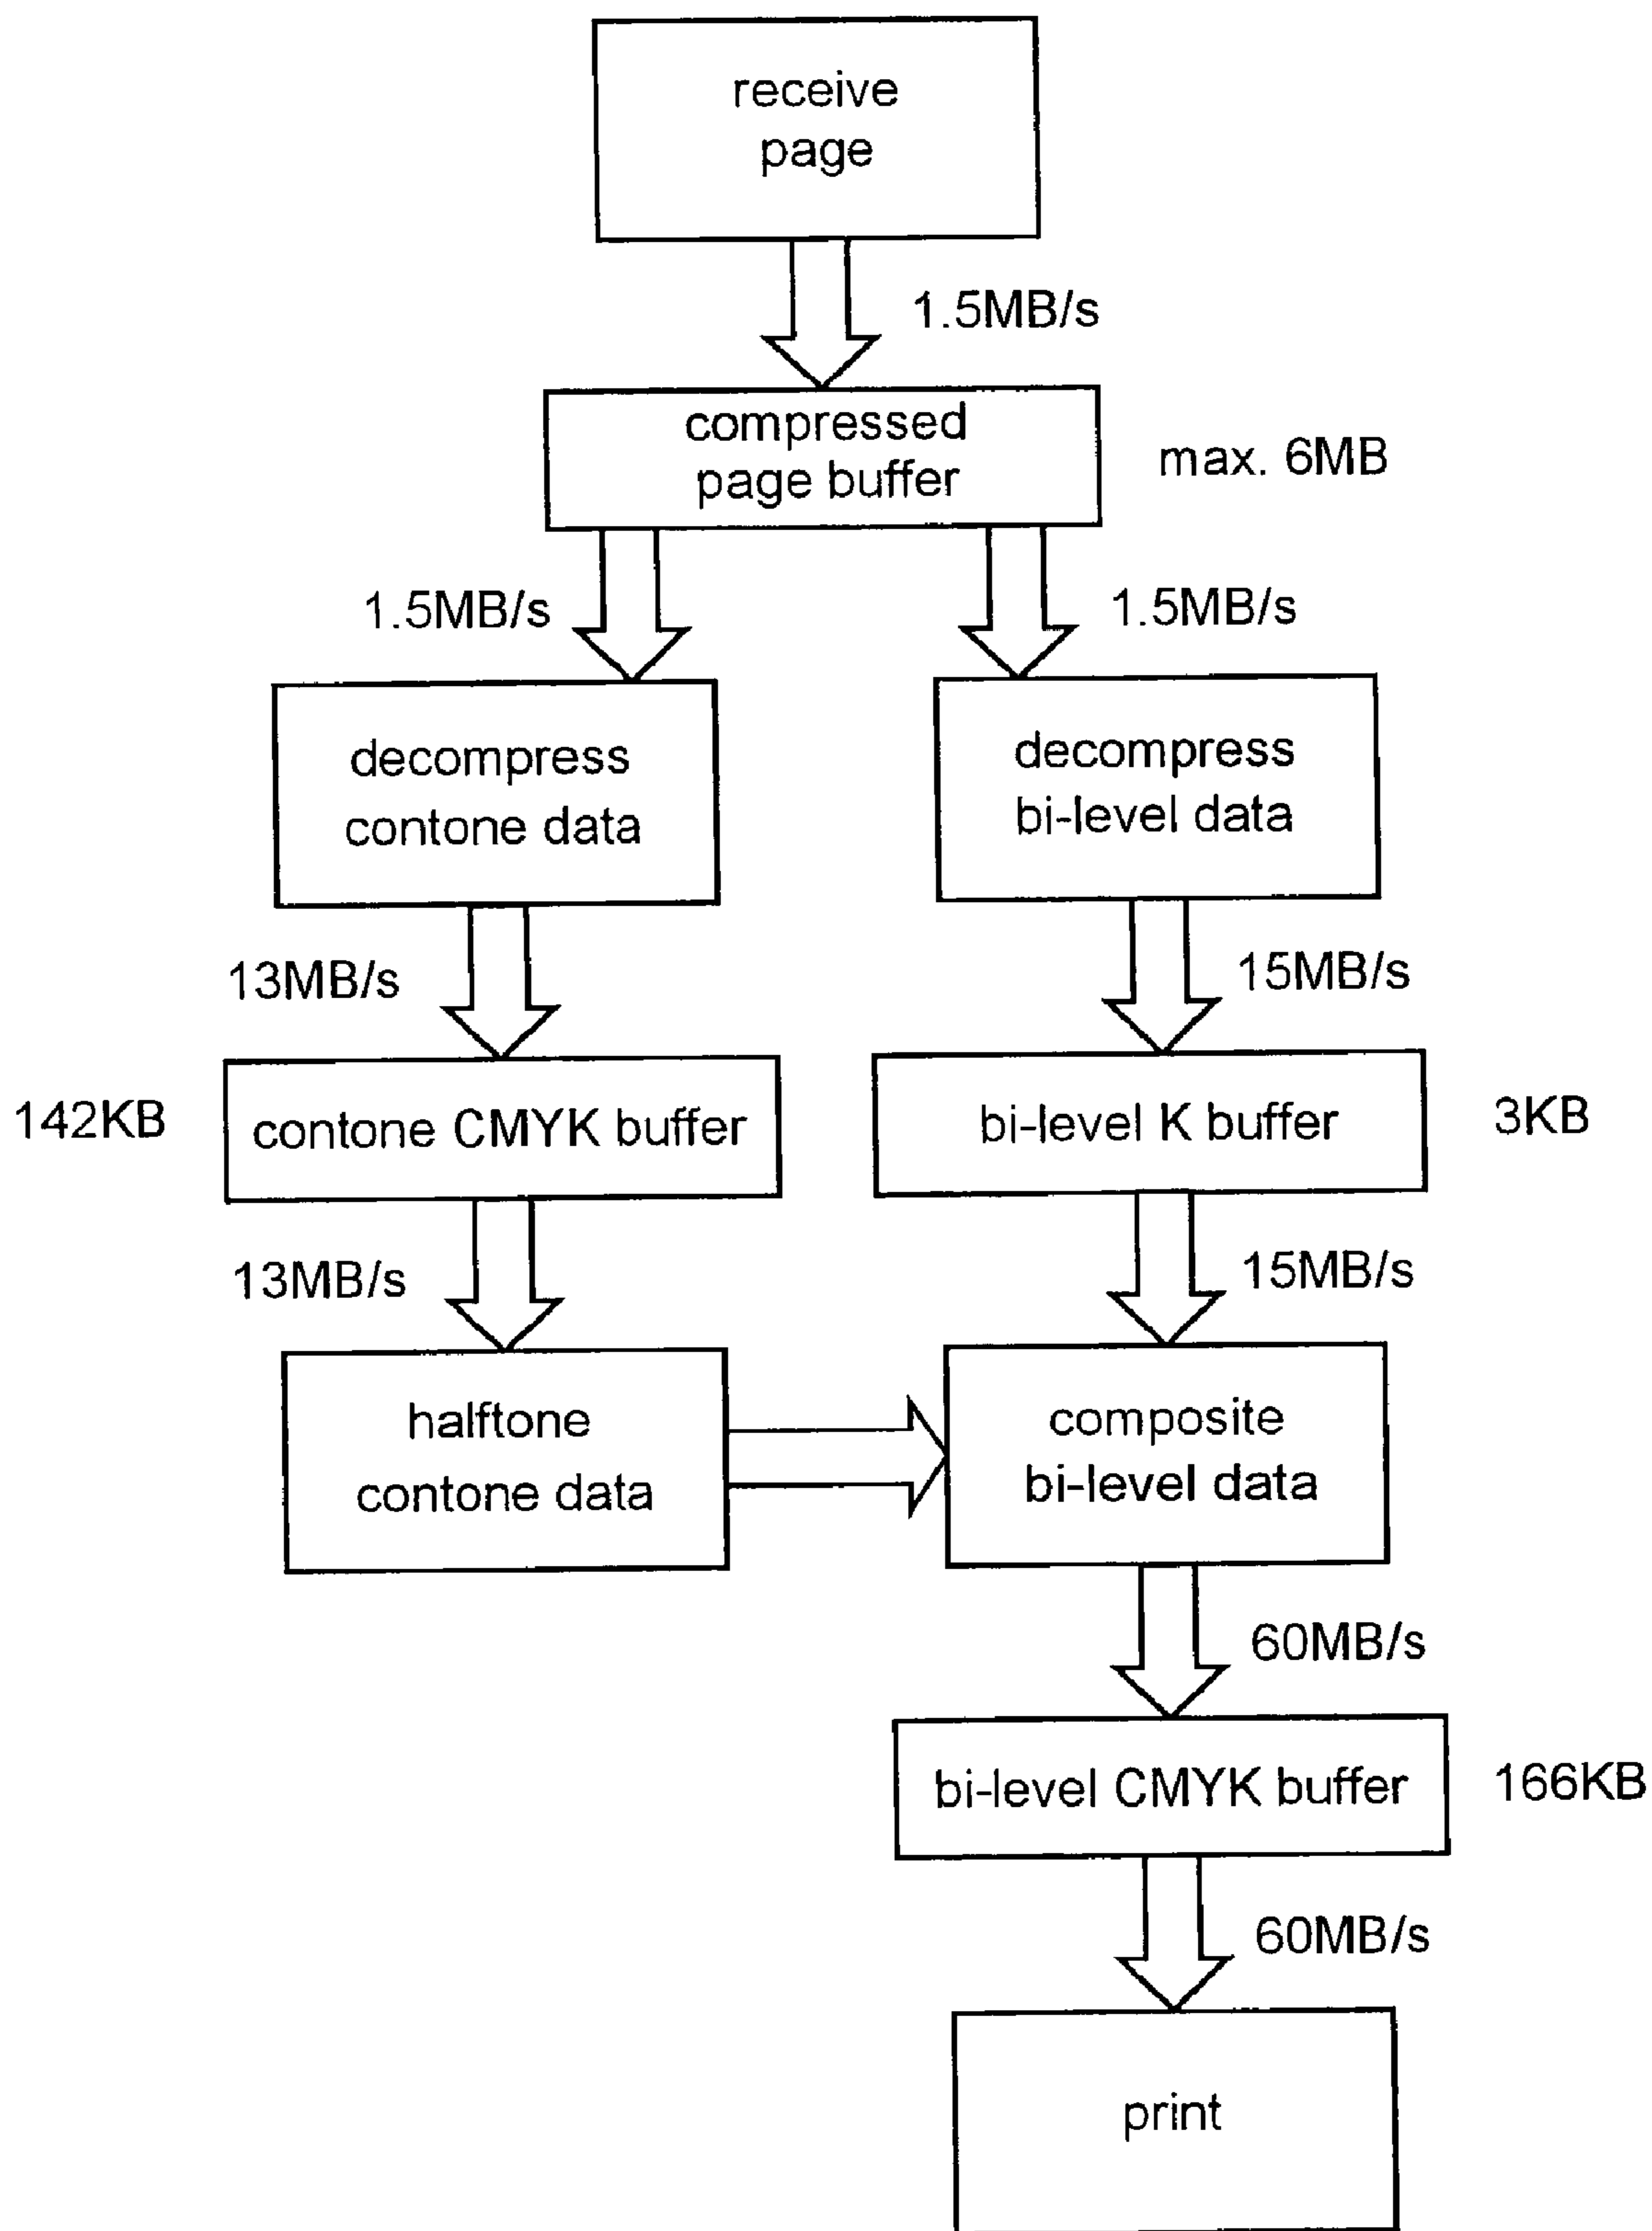 receive
page
1.5MB/s
compressed
page buffer
max. 6MB
1.5MB/s
1.5MB/s
decompress
contone data
decompress
bi-level data
13MB/s
15MB/s
142KB
contone CMYK buffer
bi-level K buffer
3KB
13MB/s
15MB/s
halftone
contone data
composite
bi-level data
60MB/s
bi-level CMYK buffer
166KB
60MB/s
print